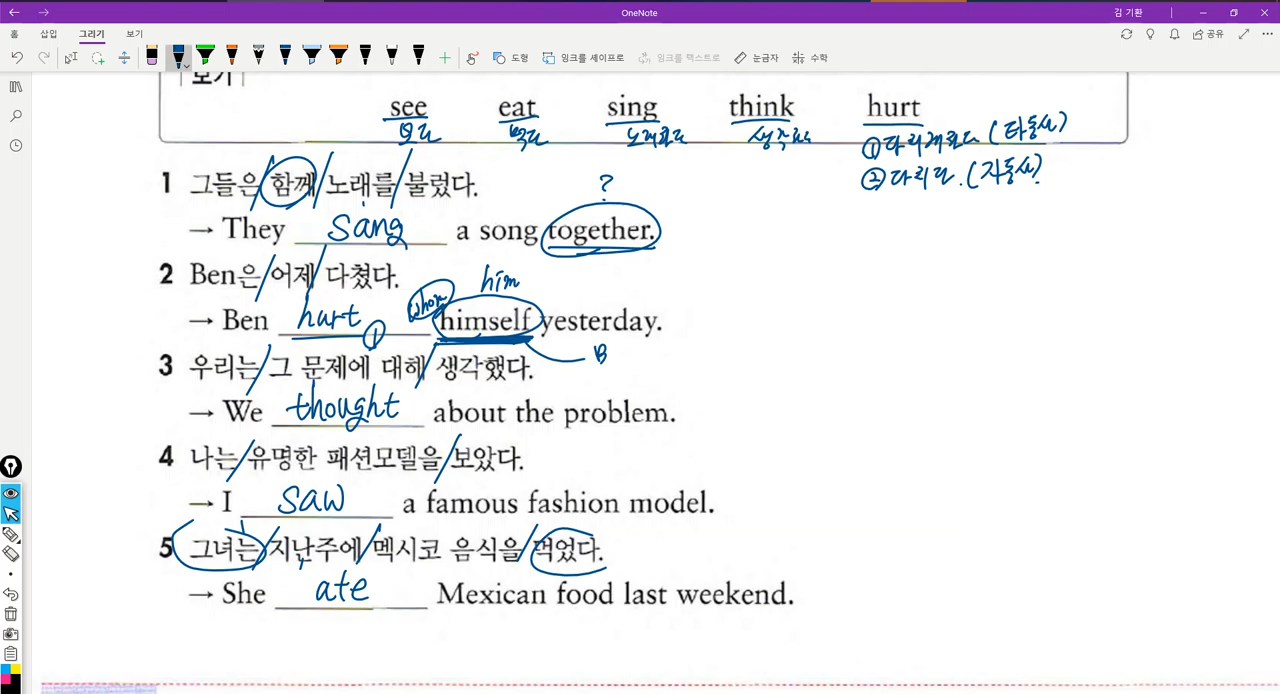 OneNote
김 기환
홈 삽입 그리기 보기
잉크를 셰이프로 잉크를 텍스트로 눈금자 수학 도형 공유
보기
see eat sing think hurt
보다 먹다 노래하다 생각하다 ① 다치게하다 (타동사)
② 다치다. (자동사)
1 그들은 함께 노래를 불렀다.
?
→ They sang a song together.
2 Ben은 어제 다쳤다.
him
whom
→ Ben hurt ① himself yesterday.
B
3 우리는 그 문제에 대해 생각했다.
→ We thought about the problem.
4 나는 유명한 패션모델을 보았다.
→ I saw a famous fashion model.
5 그녀는 지난주에 멕시코 음식을 먹었다.
→ She ate Mexican food last weekend.